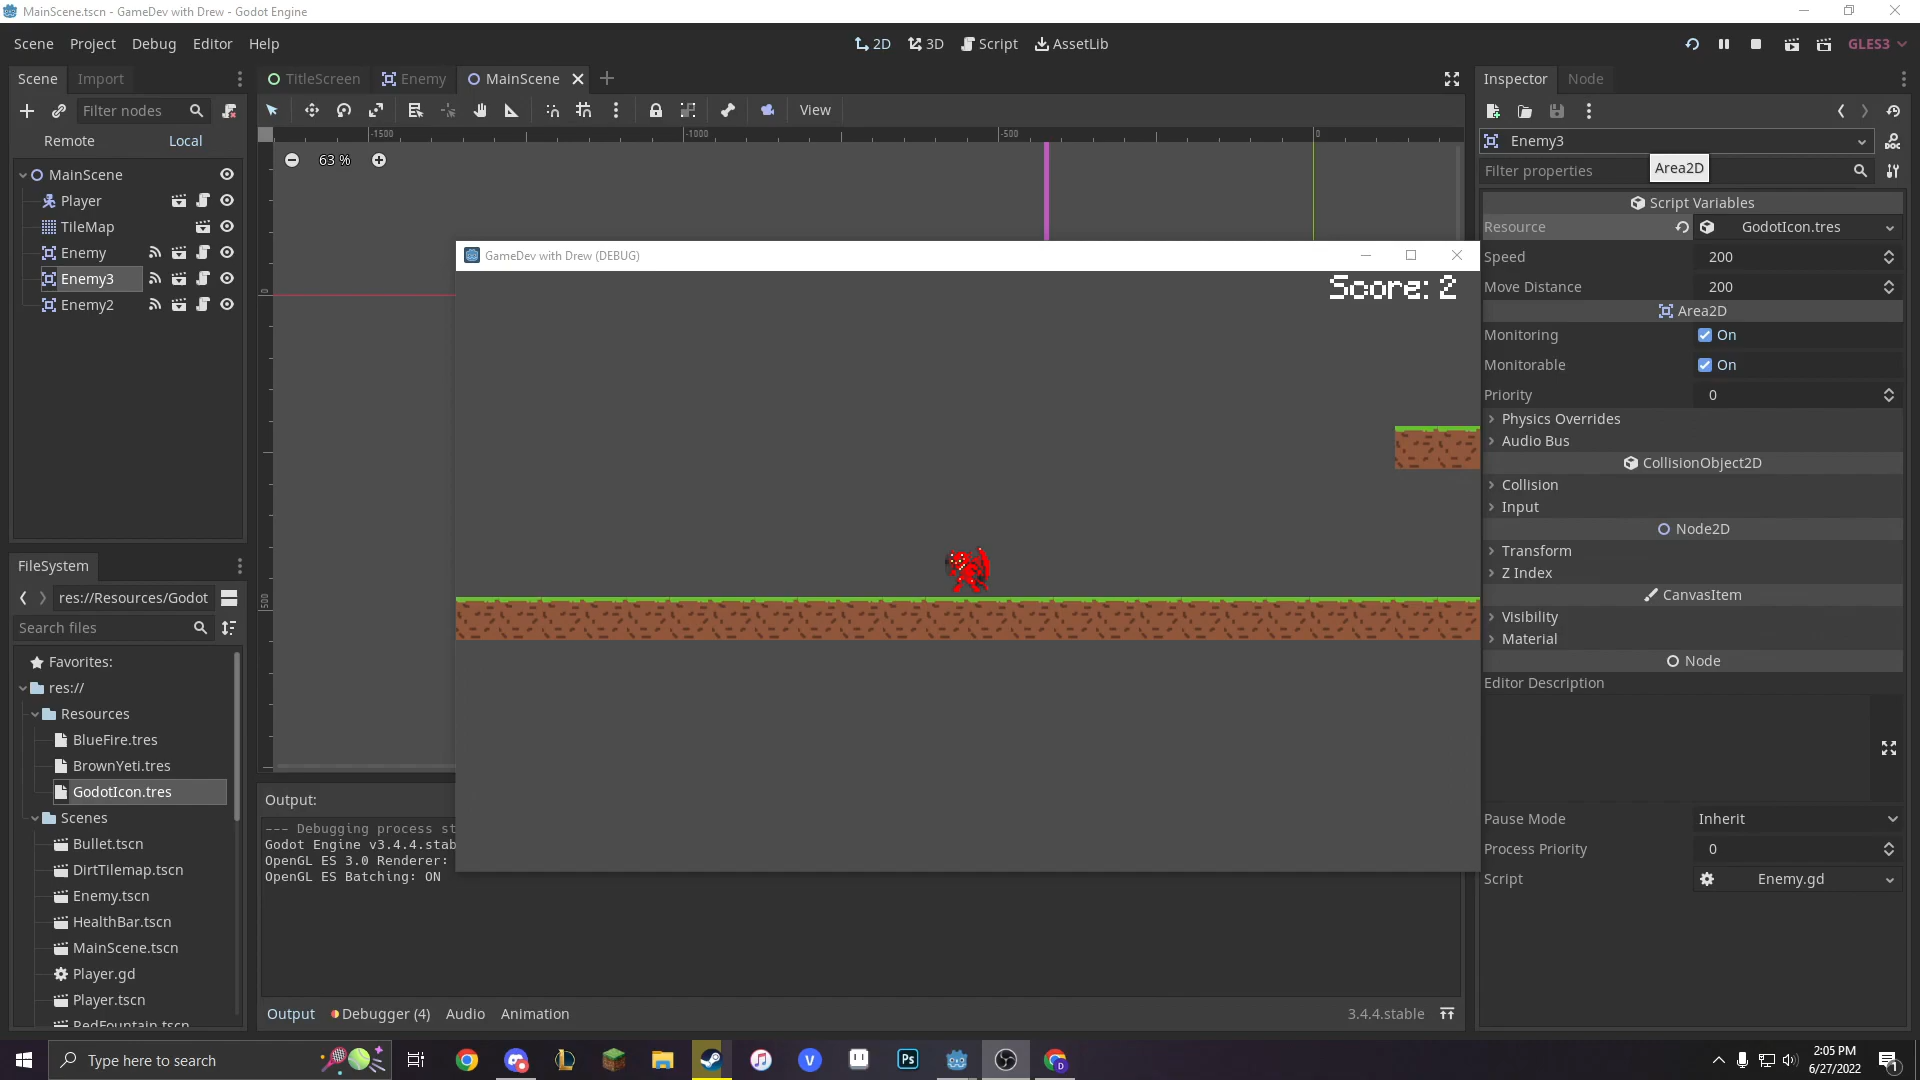 MainScene.tscn - GameDev with Drew - Godot Engine
Scene Project Debug Editor Help
2D 3D Script AssetLib
GLES3
Scene Import
TitleScreen Enemy MainScene
Inspector Node
Filter nodes
View
Remote Local
-1500 -1000 -500 0
63 %
0
500
MainScene
Player
TileMap
Enemy
Enemy3
Enemy2
Enemy3
Filter properties
Area2D
Script Variables
Resource GodotIcon.tres
Speed 200
Move Distance 200
Area2D
Monitoring On
Monitorable On
Priority 0
Physics Overrides
Audio Bus
CollisionObject2D
Collision
Input
Node2D
Transform
Z Index
CanvasItem
Visibility
Material
Node
Editor Description
Pause Mode Inherit
Process Priority 0
Script Enemy.gd
GameDev with Drew (DEBUG)
Score: 2
FileSystem
res://Resources/Godot
Search files
Favorites:
res://
Resources
BlueFire.tres
BrownYeti.tres
GodotIcon.tres
Scenes
Bullet.tscn
DirtTilemap.tscn
Enemy.tscn
HealthBar.tscn
MainScene.tscn
Player.gd
Player.tscn
RedFountain.tscn
Output:
--- Debugging process st
Godot Engine v3.4.4.stab
OpenGL ES 3.0 Renderer:
OpenGL ES Batching: ON
Output Debugger (4) Audio Animation
3.4.4.stable
Type here to search
Ps
2:05 PM
6/27/2022
1